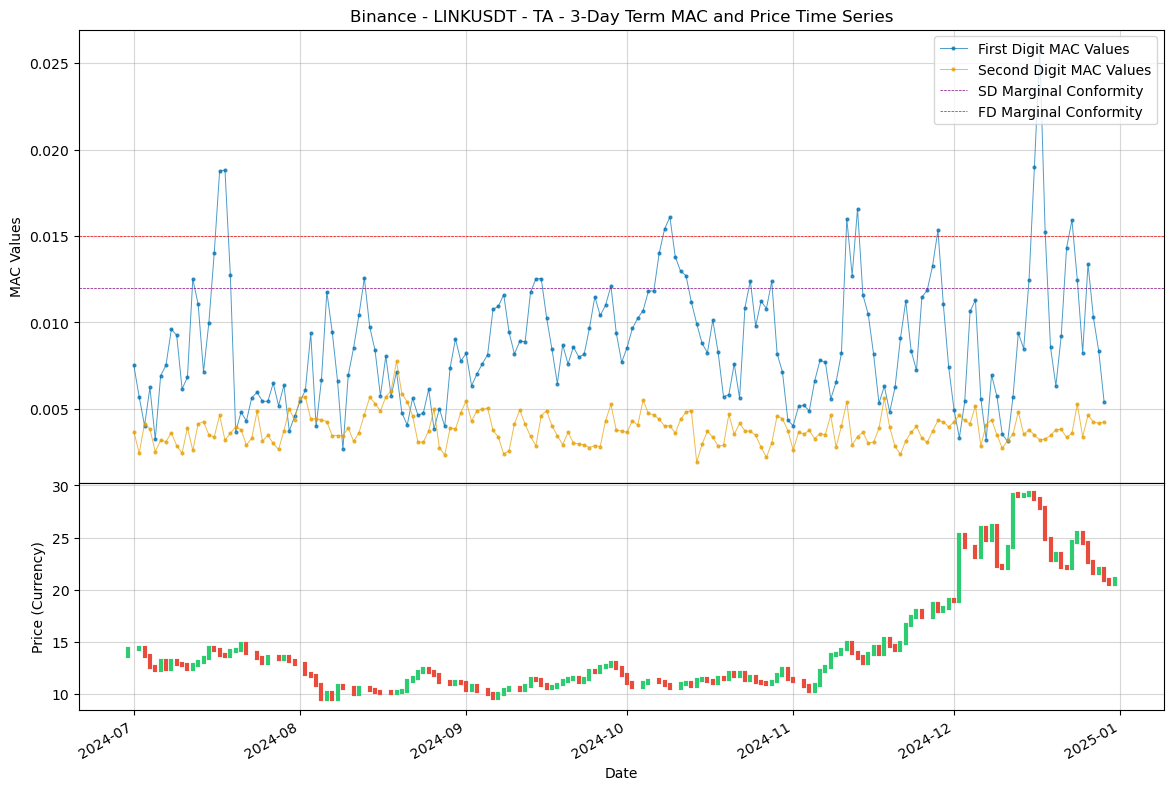 Binance - LINKUSDT - TA - 3-Day Term MAC and Price Time Series
First Digit MAC Values
Second Digit MAC Values
SD Marginal Conformity
FD Marginal Conformity
MAC Values
0.025
0.020
0.015
0.010
0.005
Price (Currency)
30
25
20
15
10
2024-07
2024-08
2024-09
2024-10
2024-11
2024-12
2025-01
Date